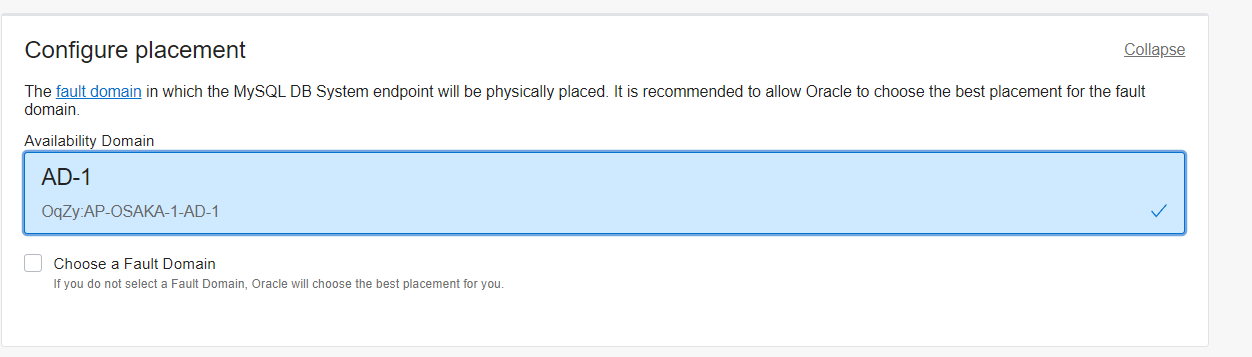 Configure placement
Collapse
The fault domain in which the MySQL DB System endpoint will be physically placed. It is recommended to allow Oracle to choose the best placement for the fault
domain.
Availability Domain
AD-1
OqZy:AP-OSAKA-1-AD-1
Choose a Fault Domain
If you do not select a Fault Domain, Oracle will choose the best placement for you.